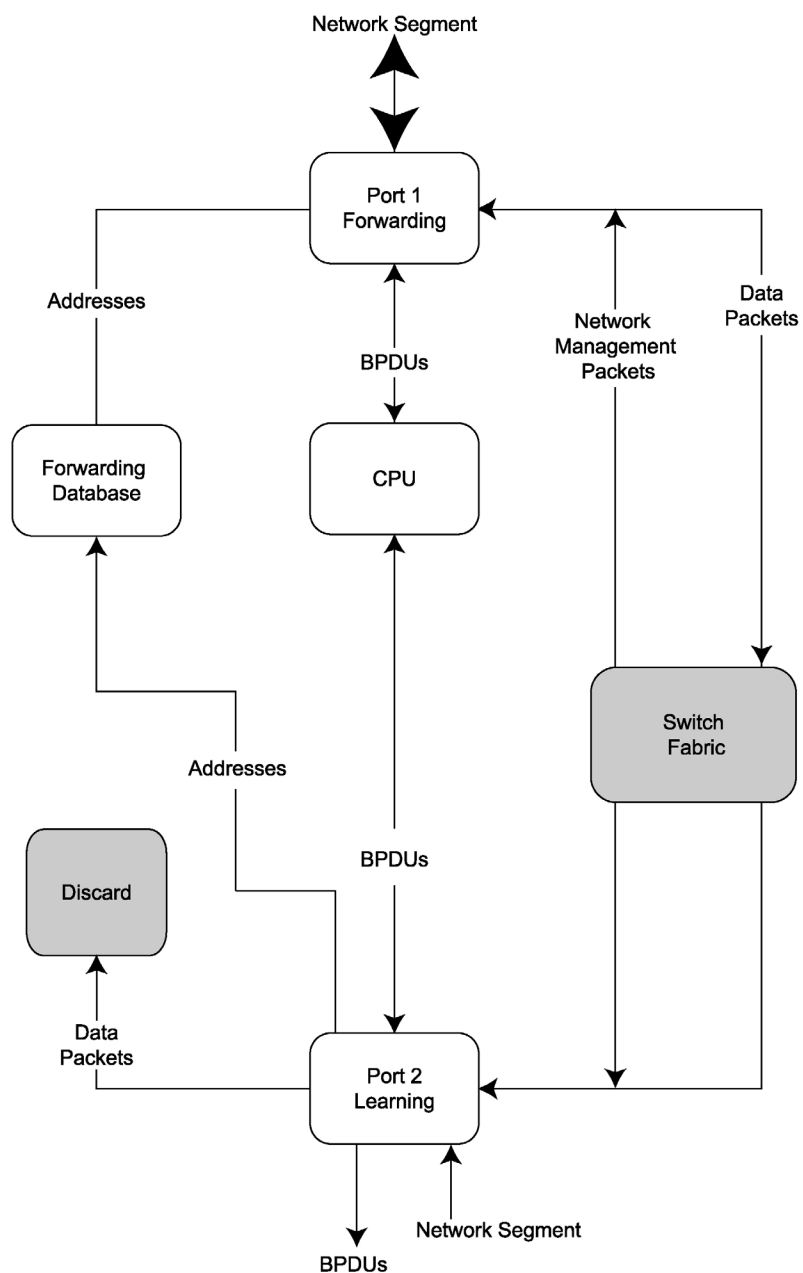 Network Segment
Port 1
Forwarding
Addresses
BPDUs
Network
Management
Packets
Data
Packets
Forwarding
Database
CPU
Switch
Fabric
Addresses
Discard
BPDUs
Data
Packets
Port 2
Learning
Network Segment
BPDUs